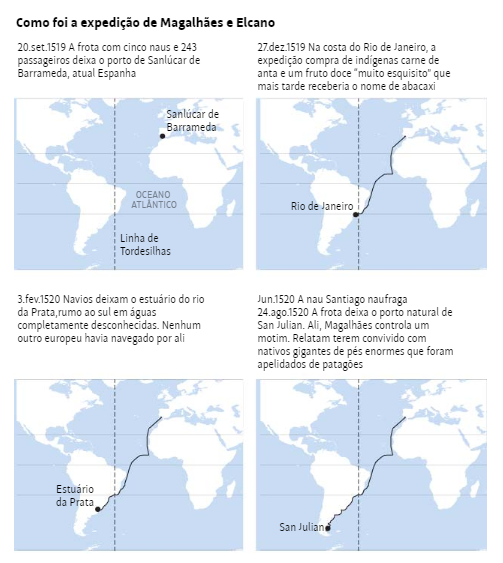 Como foi a expedição de Magalhães e Elcano
20.set.1519 A frota com cinco naus e 243
passageiros deixa o porto de Sanlúcar de
Barrameda, atual Espanha
Sanlúcar de
Barrameda
OCEANO
ATLÂNTICO
Linha de
Tordesilhas
27.dez.1519 Na costa do Rio de Janeiro, a
expedição compra de indígenas carne de
anta e um fruto doce “muito esquisito” que
mais tarde receberia o nome de abacaxi
Rio de Janeiro
3.fev.1520 Navios deixam o estuário do rio
da Prata,rumo ao sul em águas
completamente desconhecidas. Nenhum
outro europeu havia navegado por ali
Estuário
da Prata
Jun.1520 A nau Santiago naufraga
24.ago.1520 A frota deixa o porto natural de
San Julian. Ali, Magalhães controla um
motim. Relatam terem convivido com
nativos gigantes de pés enormes que foram
apelidados de patagões
San Julian